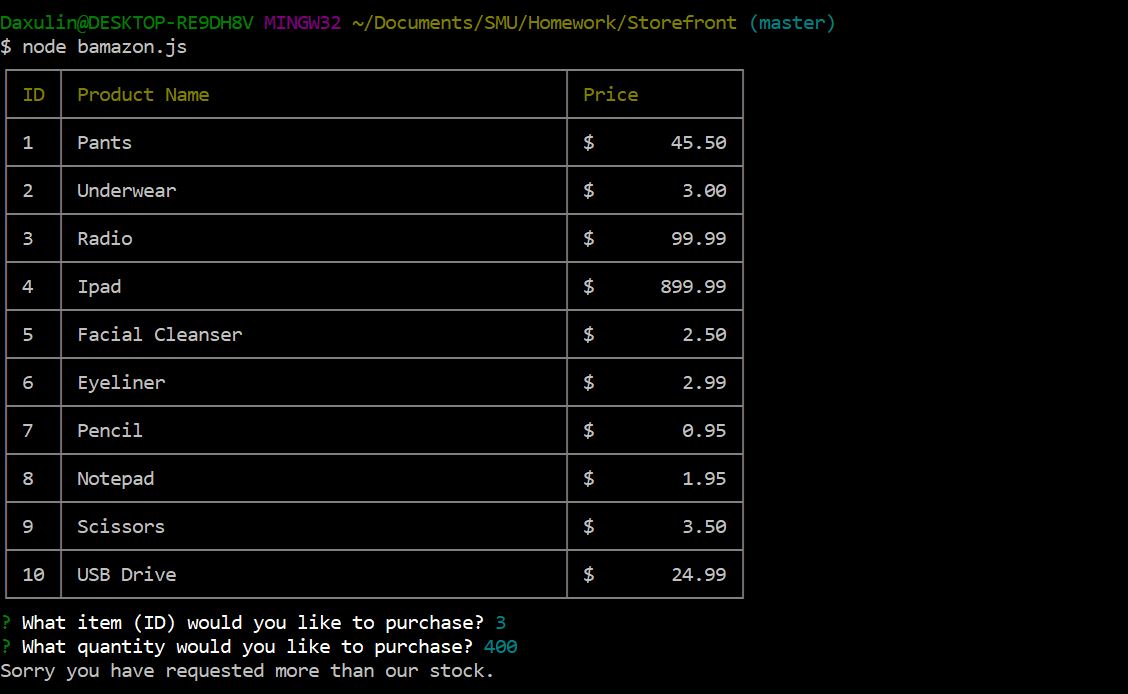 Daxulin@DESKTOP-RE9DH8V MINGW32 ~/Documents/SMU/Homework/Storefront (master)
$ node bamazon.js
ID Product Name Price
1 Pants $ 45.50
2 Underwear $ 3.00
3 Radio $ 99.99
4 Ipad $ 899.99
5 Facial Cleanser $ 2.50
6 Eyeliner $ 2.99
7 Pencil $ 0.95
8 Notepad $ 1.95
9 Scissors $ 3.50
10 USB Drive $ 24.99
? What item (ID) would you like to purchase? 3
? What quantity would you like to purchase? 400
Sorry you have requested more than our stock.